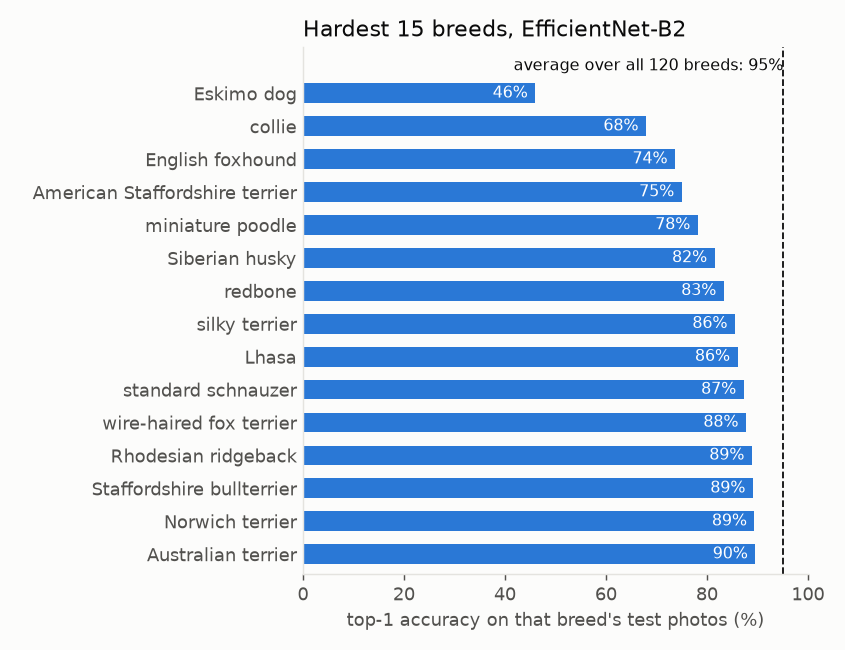 Hardest 15 breeds, EfficientNet-B2
average over all 120 breeds: 95%
Eskimo dog 46%
collie 68%
English foxhound 74%
American Staffordshire terrier 75%
miniature poodle 78%
Siberian husky 82%
redbone 83%
silky terrier 86%
Lhasa 86%
standard schnauzer 87%
wire-haired fox terrier 88%
Rhodesian ridgeback 89%
Staffordshire bullterrier 89%
Norwich terrier 89%
Australian terrier 90%
0 20 40 60 80 100
top-1 accuracy on that breed's test photos (%)